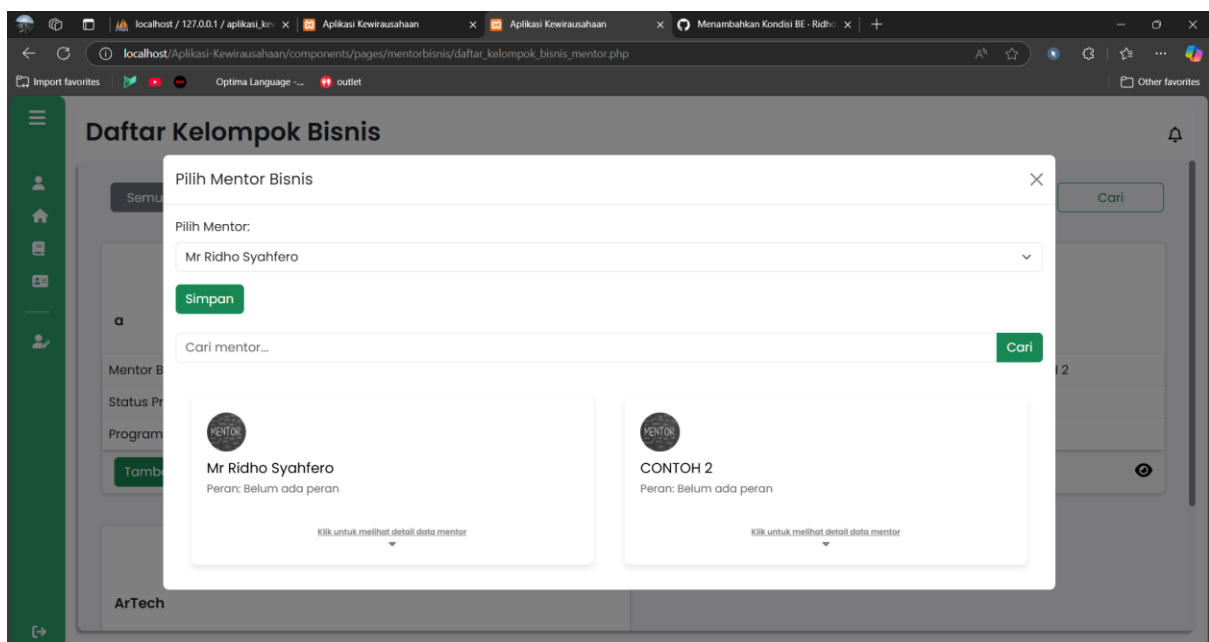 localhost / 127.0.0.1 / aplikasi_kev
Aplikasi Kewirausahaan
Aplikasi Kewirausahaan
Menambahkan Kondisi BE - Ridho
localhost/Aplikasi-Kewirausahaan/components/pages/mentorbisnis/daftar_kelompok_bisnis_mentor.php
Import favorites
Optima Language -...
outlet
Other favorites
Daftar Kelompok Bisnis
Pilih Mentor Bisnis
Semu
Cari
Pilih Mentor:
Mr Ridho Syahfero
Simpan
a
Cari mentor...
Cari
Mentor B
l 2
Status Pr
Program
Tamba
MENTOR
MENTOR
Mr Ridho Syahfero
CONTOH 2
Peran: Belum ada peran
Peran: Belum ada peran
Klik untuk melihat detail data mentor
Klik untuk melihat detail data mentor
ArTech